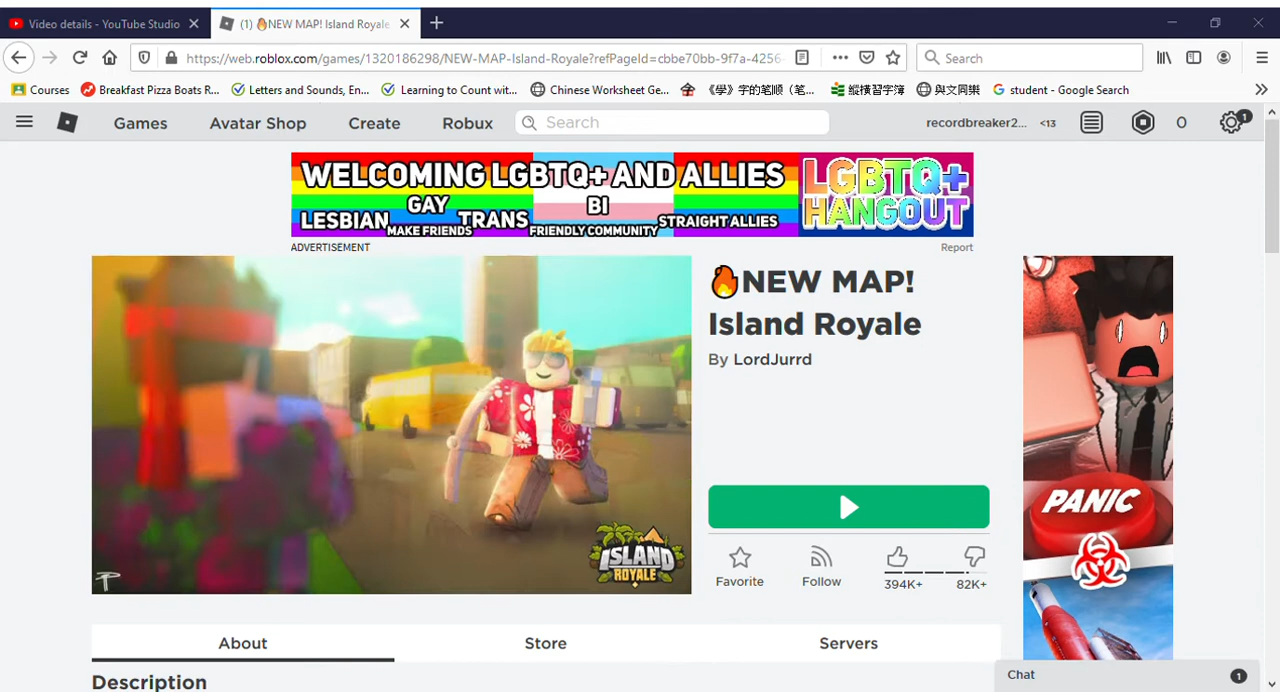 Video details - YouTube Studio
(1) 🔥NEW MAP! Island Royale
https://web.roblox.com/games/1320186298/NEW-MAP-Island-Royale?refPageId=cbbe70bb-9f7a-4256-
Search
Courses
Breakfast Pizza Boats R...
Letters and Sounds, En...
Learning to Count wit...
Chinese Worksheet Ge...
《學》字的笔顺（笔...
縱橫習字簿
與文同樂
student - Google Search
Games
Avatar Shop
Create
Robux
Search
recordbreaker2...
<13
0
1
WELCOMING LGBTQ+ AND ALLIES
GAY
BI
LESBIAN
TRANS
STRAIGHT ALLIES
MAKE FRIENDS
FRIENDLY COMMUNITY
LGBTQ+
HANGOUT
ADVERTISEMENT
Report
🔥NEW MAP!
Island Royale
By LordJurrd
ISLAND
ROYALE
Favorite
Follow
394K+
82K+
PANIC
About
Store
Servers
Description
Chat
1